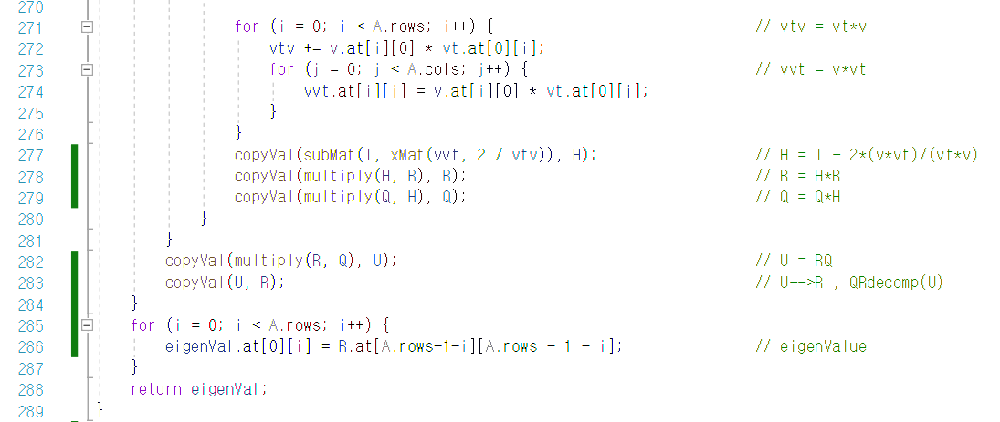 270
271 for (i = 0; i < A.rows; i++) { // vtv = vt*v
272 vtv += v.at[i][0] * vt.at[0][i];
273 for (j = 0; j < A.cols; j++) { // vvt = v*vt
274 vvt.at[i][j] = v.at[i][0] * vt.at[0][j];
275 }
276 }
277 copyVal(subMat(I, xMat(vvt, 2 / vtv)), H); // H = I - 2*(v*vt)/(vt*v)
278 copyVal(multiply(H, R), R); // R = H*R
279 copyVal(multiply(Q, H), Q); // Q = Q*H
280 }
281 }
282 copyVal(multiply(R, Q), U); // U = RQ
283 copyVal(U, R); // U-->R , QRdecomp(U)
284 }
285 for (i = 0; i < A.rows; i++) {
286 eigenVal.at[0][i] = R.at[A.rows-1-i][A.rows - 1 - i]; // eigenValue
287 }
288 return eigenVal;
289 }